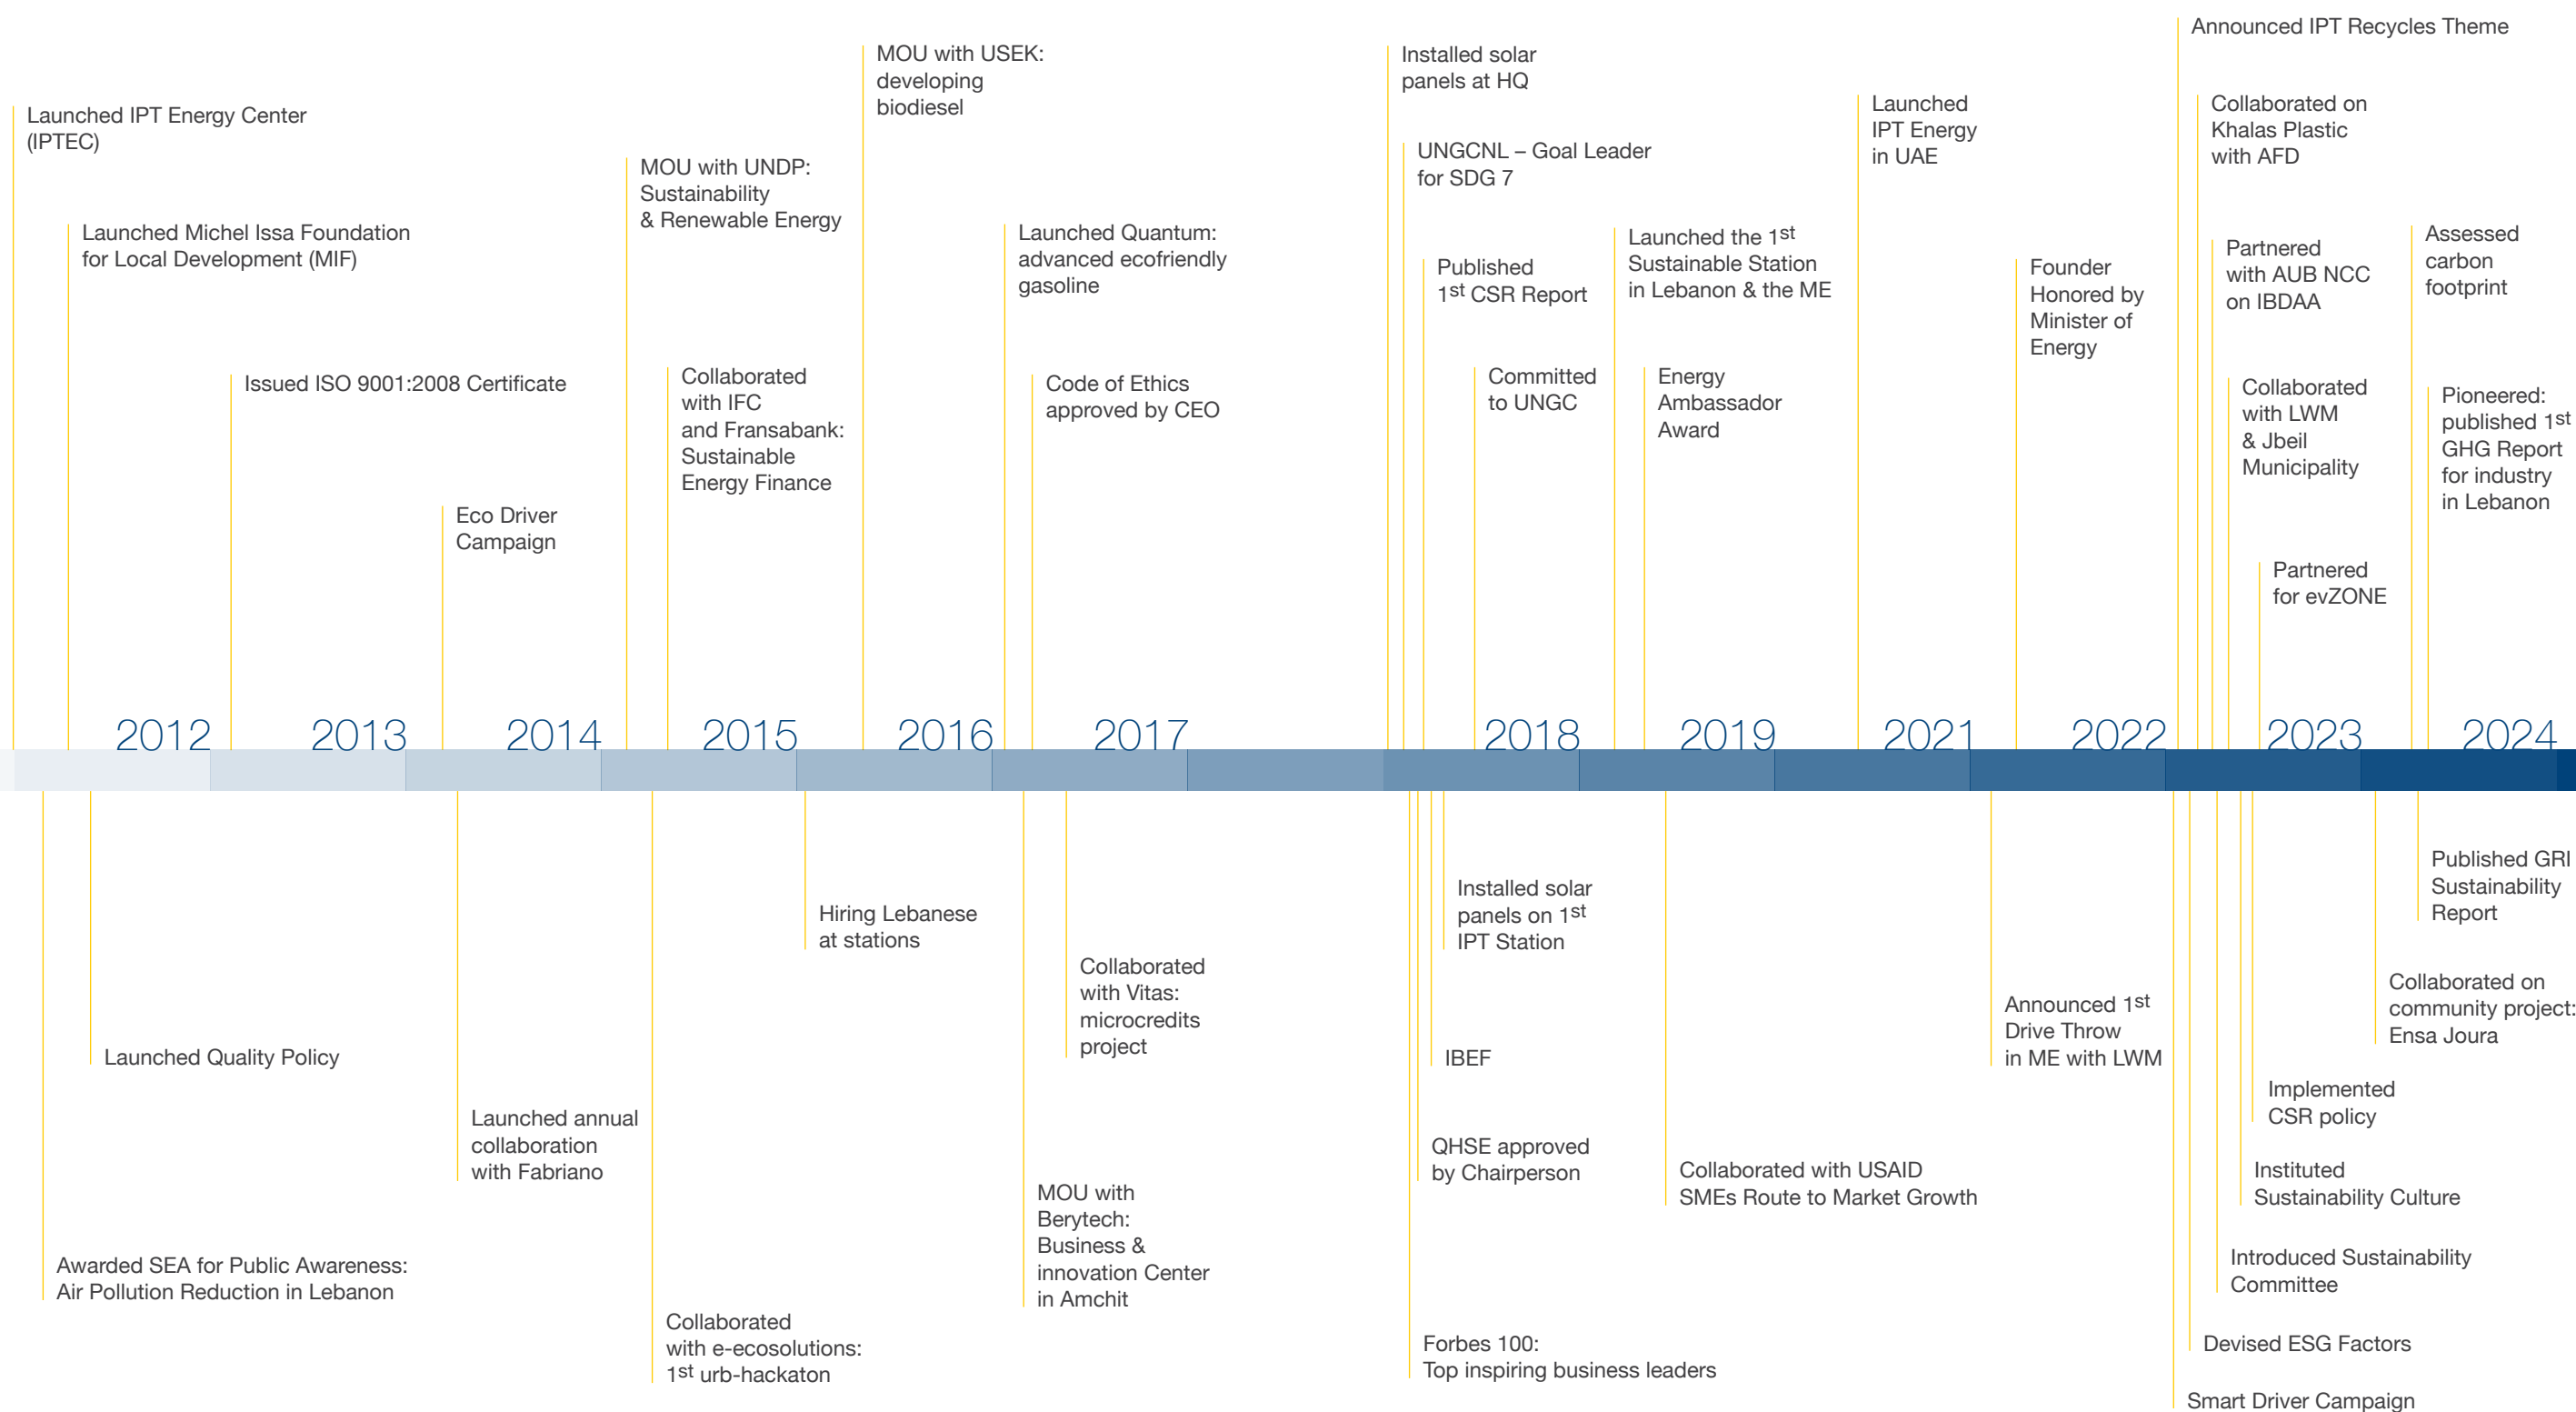 Announced IPT Recycles Theme
MOU with USEK:
developing
biodiesel
Installed solar
panels at HQ
Launched IPT Energy Center
(IPTEC)
Launched
IPT Energy
in UAE
Collaborated on
Khalas Plastic
with AFD
MOU with UNDP:
Sustainability
& Renewable Energy
UNGCNL – Goal Leader
for SDG 7
Launched Michel Issa Foundation
for Local Development (MIF)
Launched Quantum:
advanced ecofriendly
gasoline
Published
1st CSR Report
Launched the 1st
Sustainable Station
in Lebanon & the ME
Founder
Honored by
Minister of
Energy
Partnered
with AUB NCC
on IBDAA
Assessed
carbon
footprint
Issued ISO 9001:2008 Certificate
Collaborated
with IFC
and Fransabank:
Sustainable
Energy Finance
Code of Ethics
approved by CEO
Committed
to UNGC
Energy
Ambassador
Award
Collaborated
with LWM
& Jbeil
Municipality
Pioneered:
published 1st
GHG Report
for industry
in Lebanon
Eco Driver
Campaign
Partnered
for evZONE
2012 2013 2014 2015 2016 2017 2018 2019 2021 2022 2023 2024
Published GRI
Sustainability
Report
Installed solar
panels on 1st
IPT Station
Hiring Lebanese
at stations
Collaborated
with Vitas:
microcredits
project
Collaborated on
community project:
Ensa Joura
Announced 1st
Drive Throw
in ME with LWM
Launched Quality Policy
IBEF
Implemented
CSR policy
Launched annual
collaboration
with Fabriano
QHSE approved
by Chairperson
Collaborated with USAID
SMEs Route to Market Growth
Instituted
Sustainability Culture
MOU with
Berytech:
Business &
innovation Center
in Amchit
Awarded SEA for Public Awareness:
Air Pollution Reduction in Lebanon
Introduced Sustainability
Committee
Collaborated
with e-ecosolutions:
1st urb-hackaton
Forbes 100:
Top inspiring business leaders
Devised ESG Factors
Smart Driver Campaign